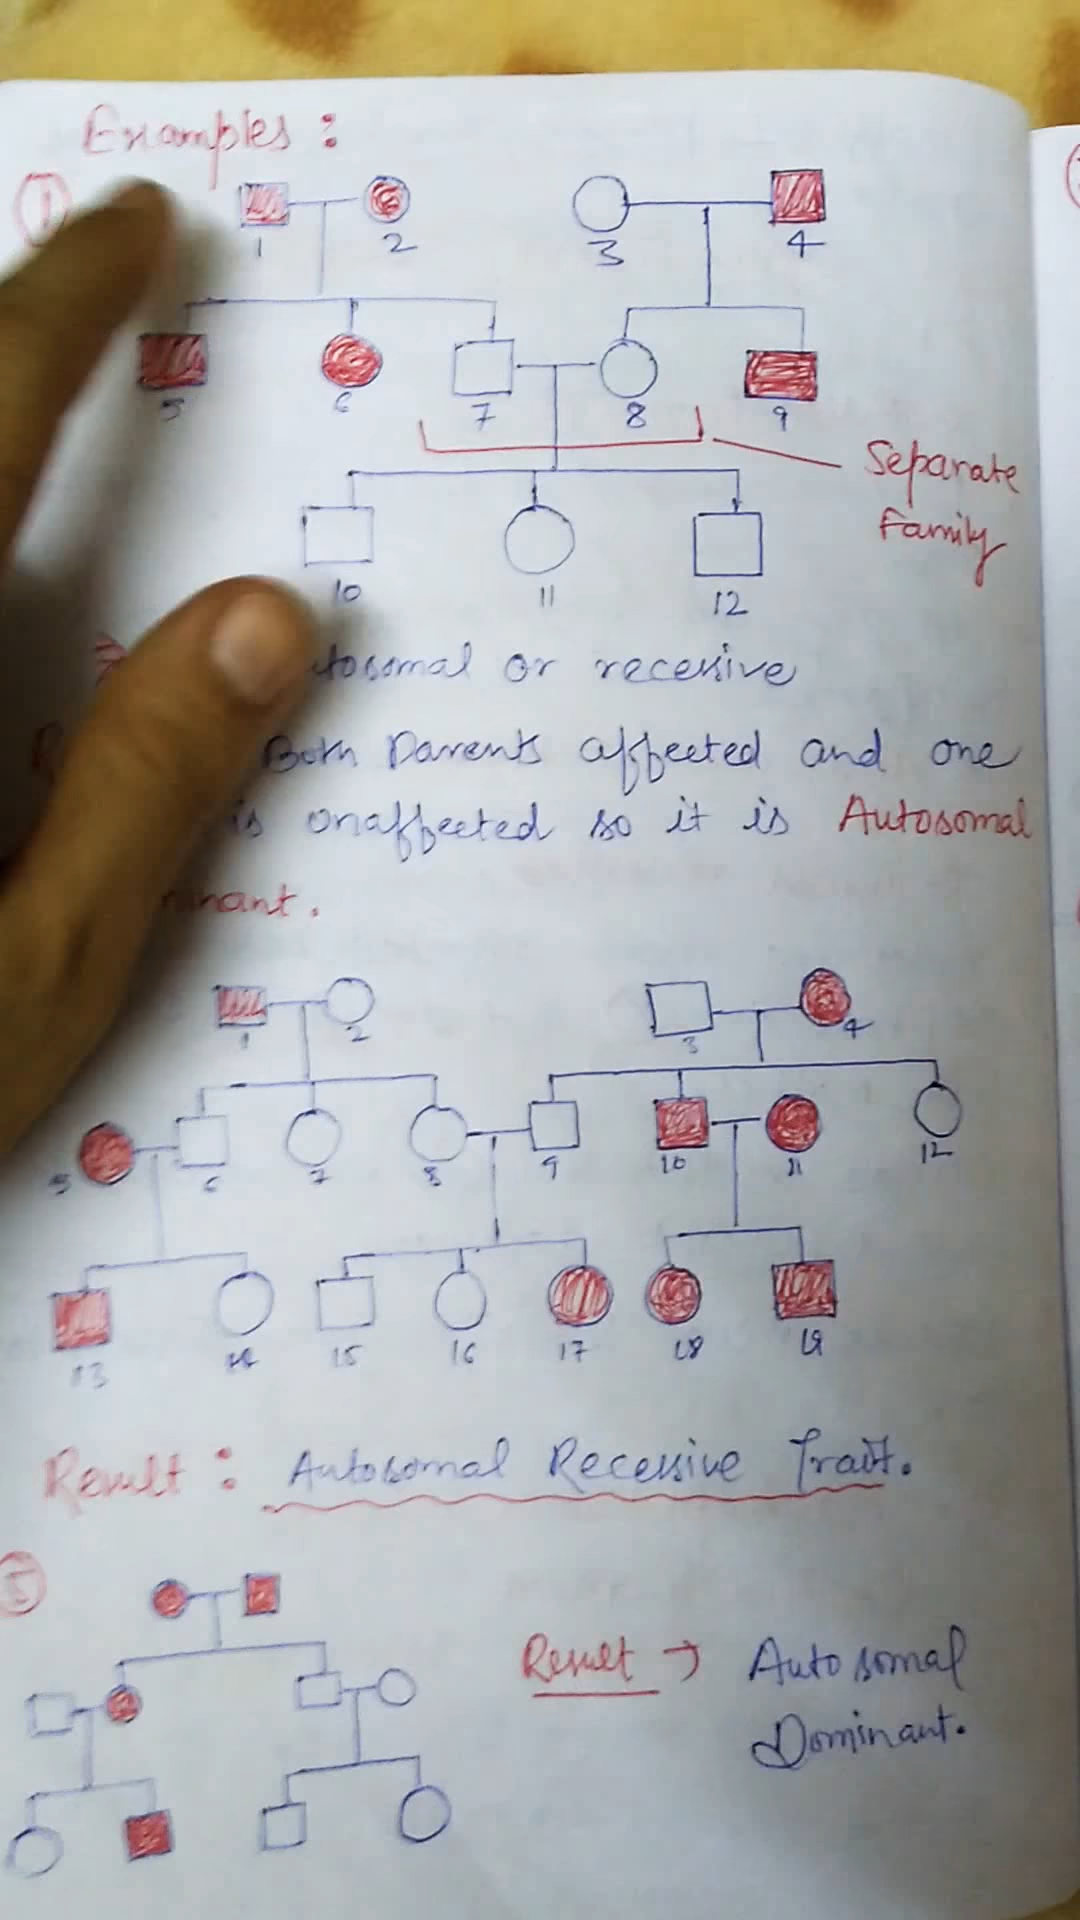 Examples :
1
1 2 3 4
5 6 7 8 9
Separate
Family
10 11 12
tosomal or recessive
Both Parents affected and one
is unaffected so it is Autosomal
minant.
1 2 3 4
5 6 7 8 9 10 11 12
13 14 15 16 17 18 19
Result : Autosomal Recessive Trait.
5
Result → Autosomal
Dominant.